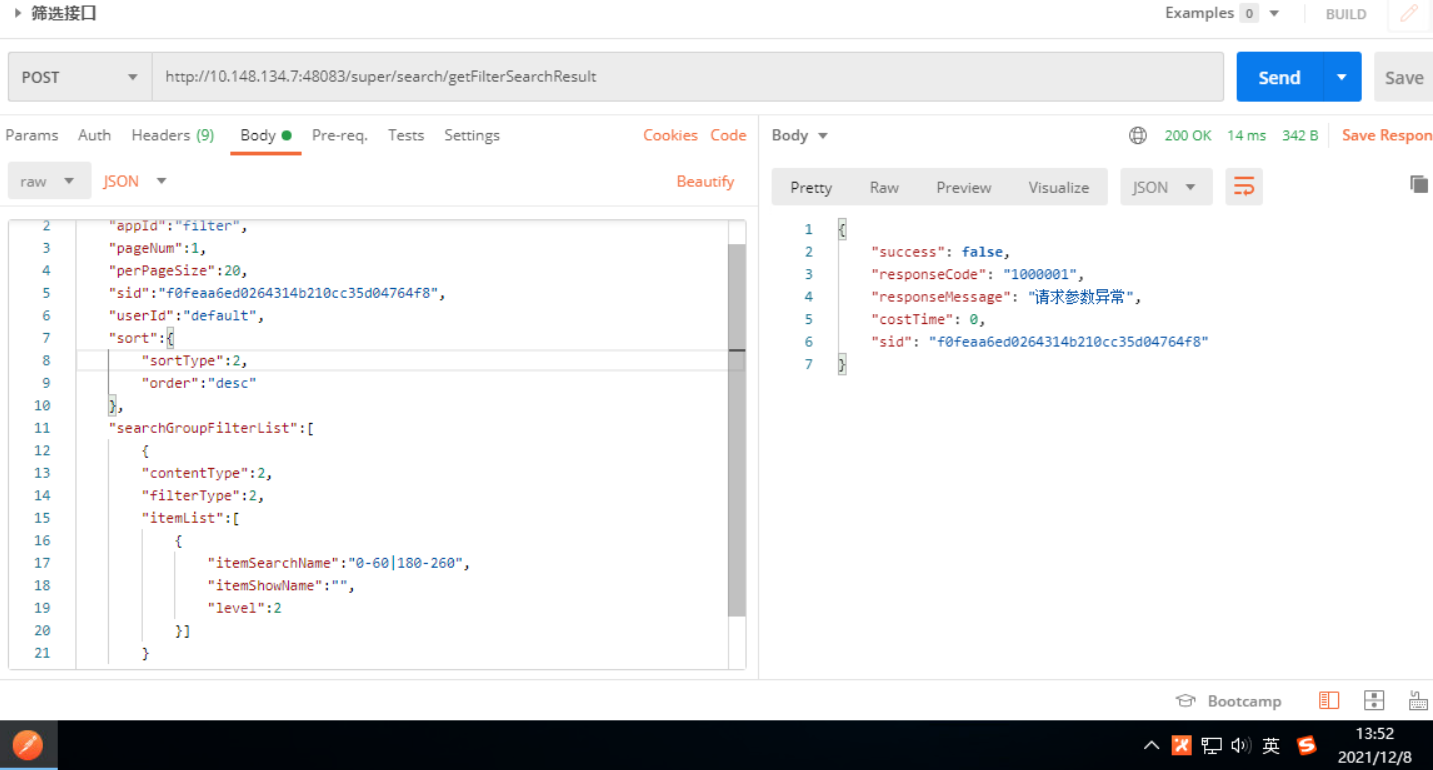 筛选接口
Examples 0 BUILD
POST http://10.148.134.7:48083/super/search/getFilterSearchResult Send Save
Params Auth Headers (9) Body Pre-req. Tests Settings Cookies Code
raw JSON Beautify
2 "appId":"filter",
3 "pageNum":1,
4 "perPageSize":20,
5 "sid":"f0feaa6ed0264314b210cc35d04764f8",
6 "userId":"default",
7 "sort":{
8 "sortType":2,
9 "order":"desc"
10 },
11 "searchGroupFilterList":[
12 {
13 "contentType":2,
14 "filterType":2,
15 "itemList":[
16 {
17 "itemSearchName":"0-60|180-260",
18 "itemShowName":"",
19 "level":2
20 }]
21 }
Body 200 OK 14 ms 342 B Save Respon
Pretty Raw Preview Visualize JSON
1 {
2 "success": false,
3 "responseCode": "1000001",
4 "responseMessage": "请求参数异常",
5 "costTime": 0,
6 "sid": "f0feaa6ed0264314b210cc35d04764f8"
7 }
Bootcamp
英
13:52
2021/12/8